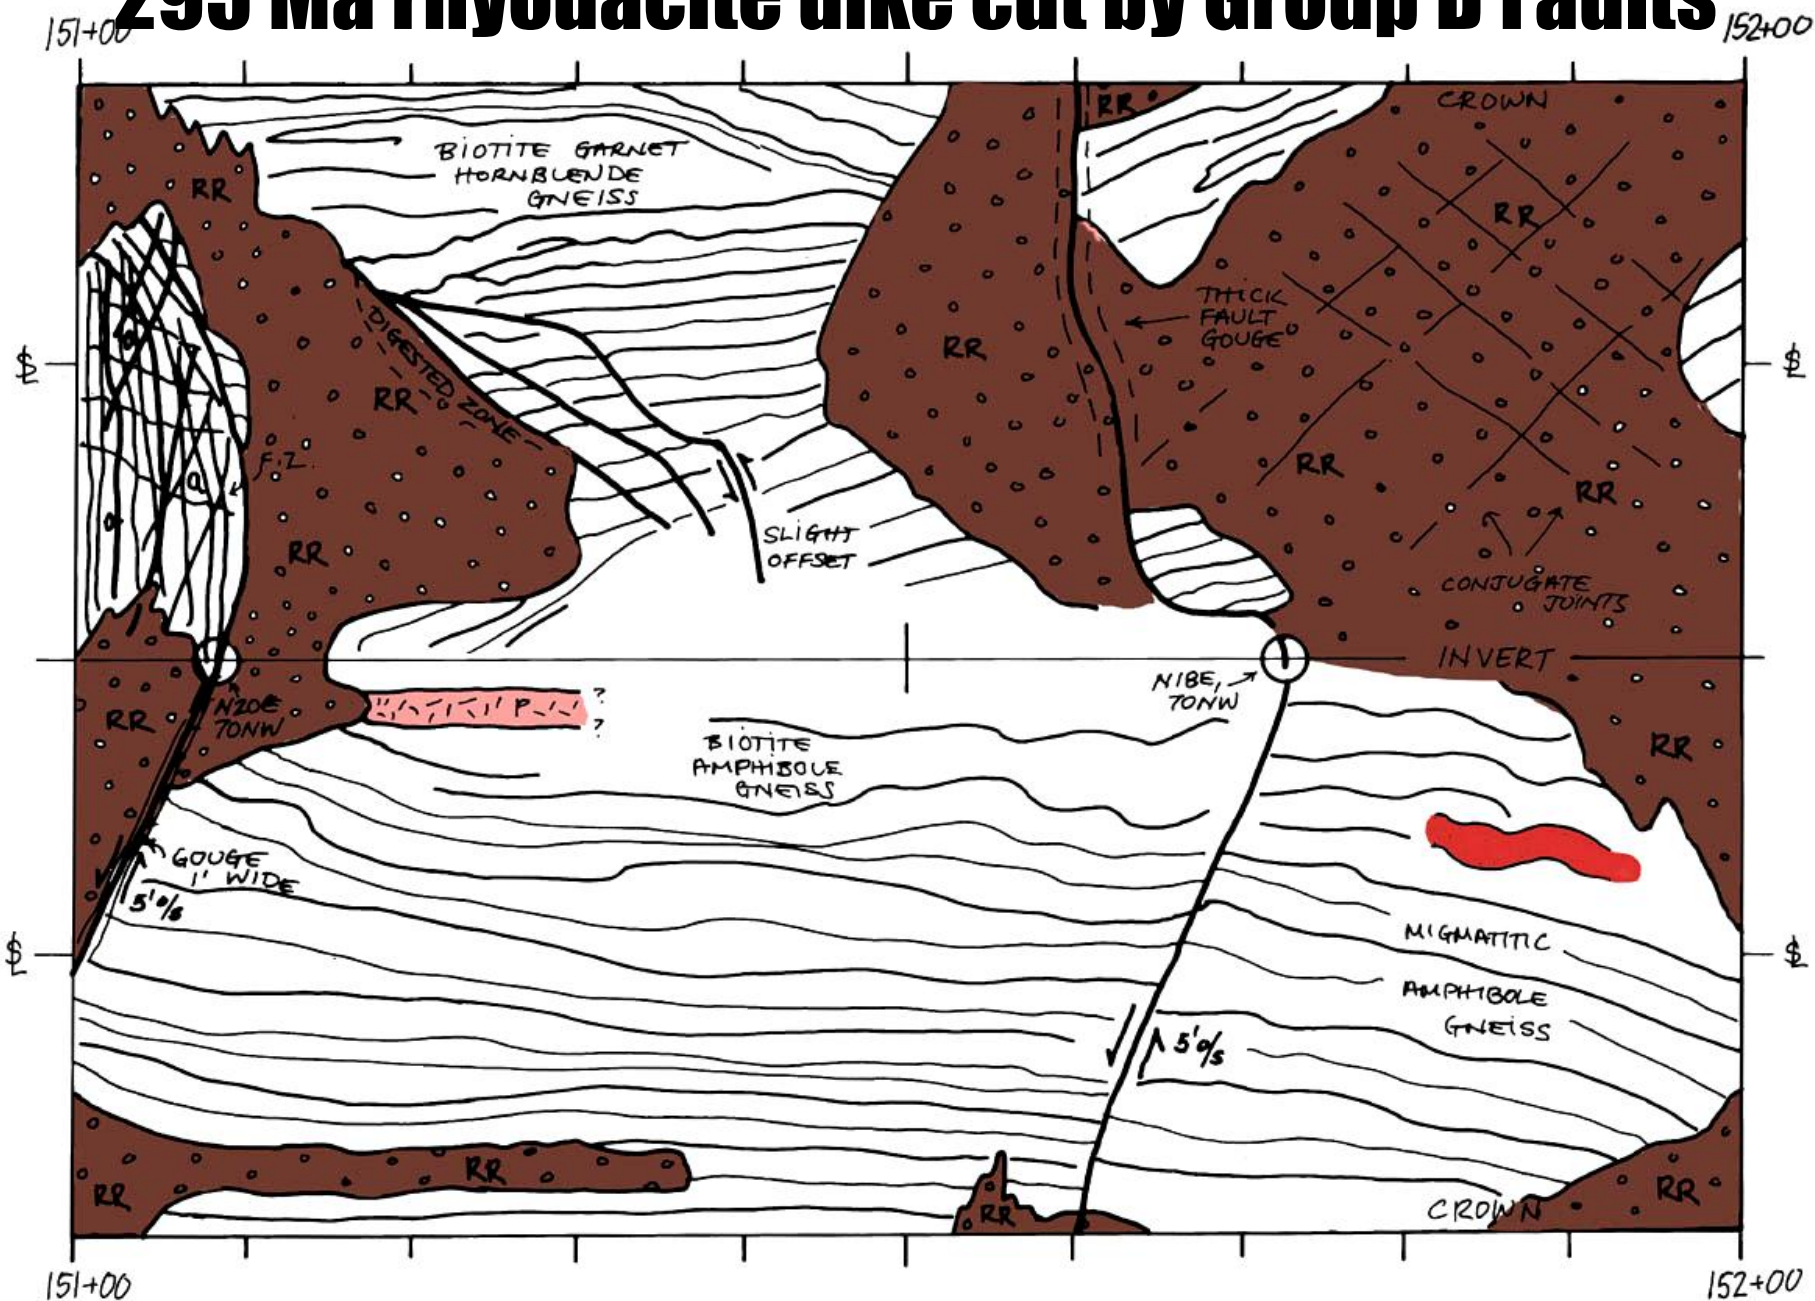 295 Ma rhyodacite dike cut by Group D Faults
151+00
152+00
RR
CROWN
BIOTITE GARNET
HORNBLENDE
GNEISS
RR
RR
THICK
FAULT
GOUGE
RR
DIGESTED ZONE
RR
F.Z.
RR
RR
RR
SLIGHT
OFFSET
RR
CONJUGATE
JOINTS
INVERT
N20E
70NW
RR
P
?
?
N18E,
70NW
BIOTITE
AMPHIBOLE
GNEISS
RR
GOUGE
1' WIDE
5' o/s
MIGMATITIC
AMPHIBOLE
GNEISS
5' o/s
RR
RR
RR
RR
CROWN
151+00
152+00